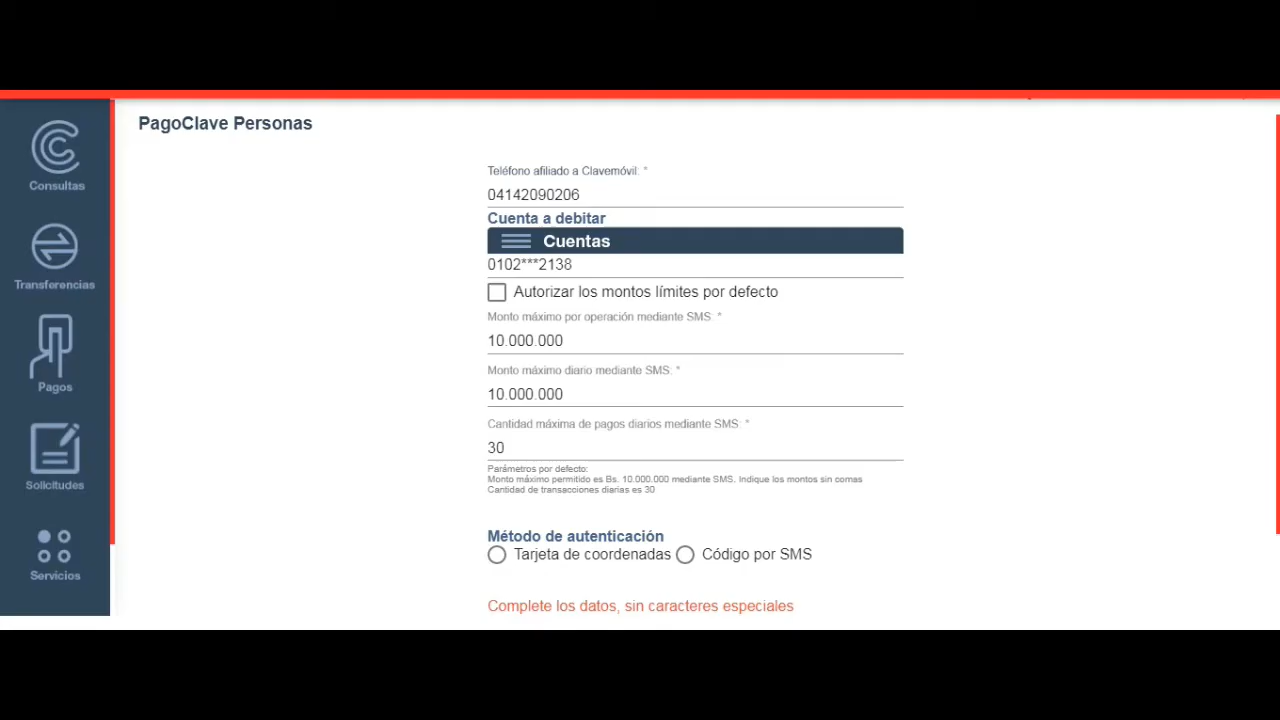 PagoClave Personas
Consultas
Transferencias
Pagos
Solicitudes
Servicios
Teléfono afiliado a Clavemóvil: *
04142090206
Cuenta a debitar
Cuentas
0102***2138
Autorizar los montos límites por defecto
Monto máximo por operación mediante SMS: *
10.000.000
Monto máximo diario mediante SMS: *
10.000.000
Cantidad máxima de pagos diarios mediante SMS: *
30
Parámetros por defecto:
Monto máximo permitido es Bs. 10.000.000 mediante SMS. Indique los montos sin comas
Cantidad de transacciones diarias es 30
Método de autenticación
Tarjeta de coordenadas Código por SMS
Complete los datos, sin caracteres especiales